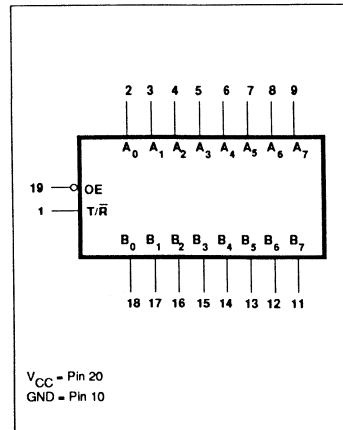 2 3 4 5 6 7 8 9
A0 A1 A2 A3 A4 A5 A6 A7
19 OE
1 T/R̅
B0 B1 B2 B3 B4 B5 B6 B7
18 17 16 15 14 13 12 11
VCC = Pin 20
GND = Pin 10